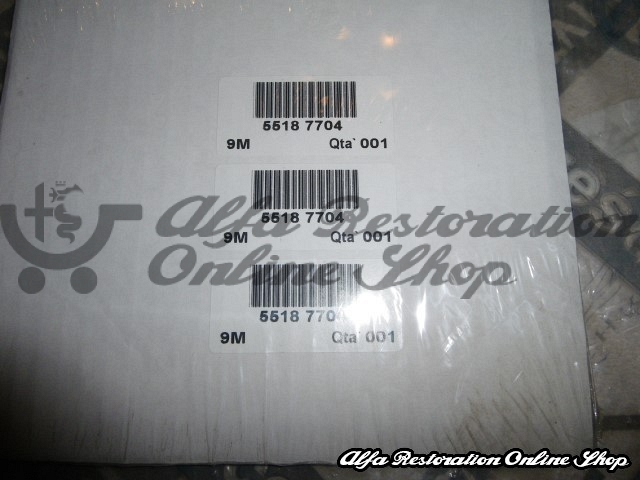 5518 7704
9M Qta` 001
5518 7704
9M Qta` 001
Alfa Restoration
Online Shop
5518 770
9M Qta` 001
Alfa Restoration Online Shop